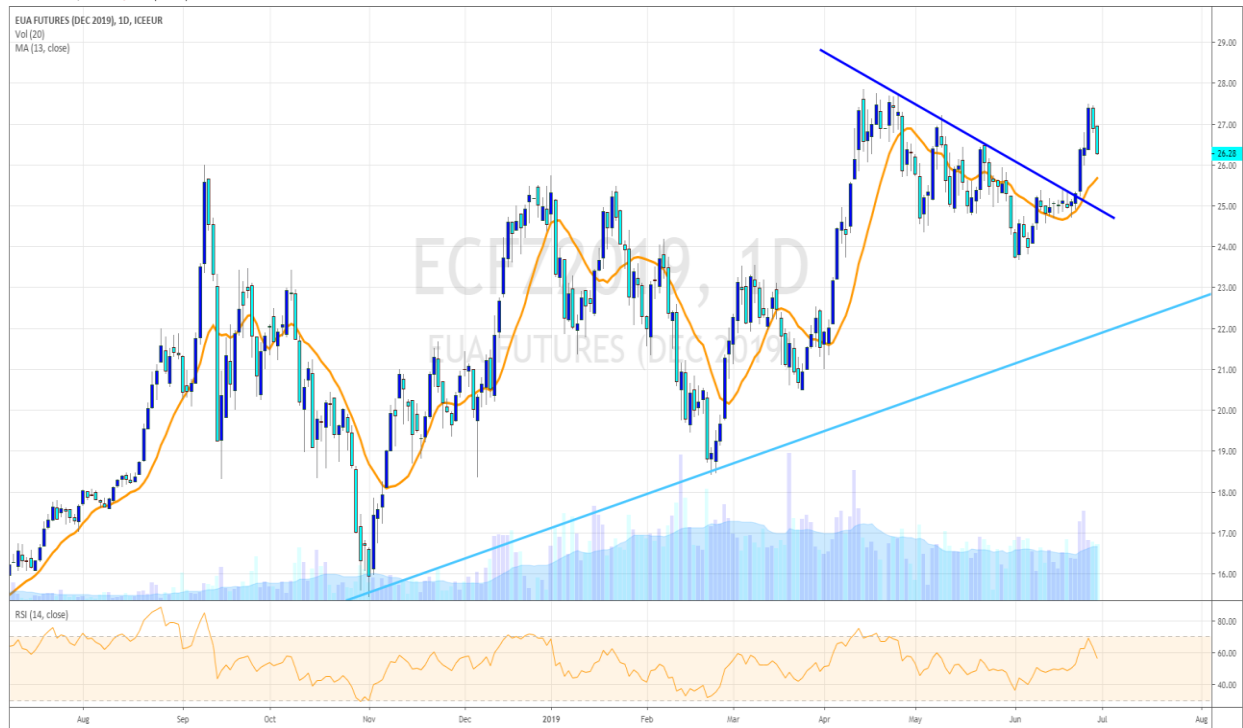 EUA FUTURES (DEC 2019), 1D, ICEEUR
Vol (20)
MA (13, close)
ECFZ2019, 1D
EUA FUTURES (DEC 2019)
29.00
28.00
27.00
26.28
26.00
25.00
24.00
23.00
22.00
21.00
20.00
19.00
18.00
17.00
16.00
RSI (14, close)
80.00
60.00
40.00
Aug Sep Oct Nov Dec 2019 Feb Mar Apr May Jun Jul Aug